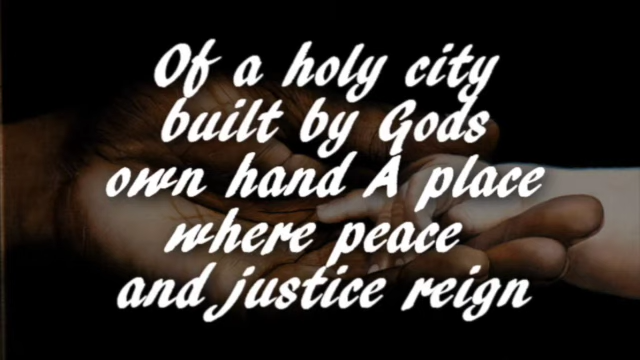 Of a holy city
built by Gods
own hand A place
where peace
and justice reign